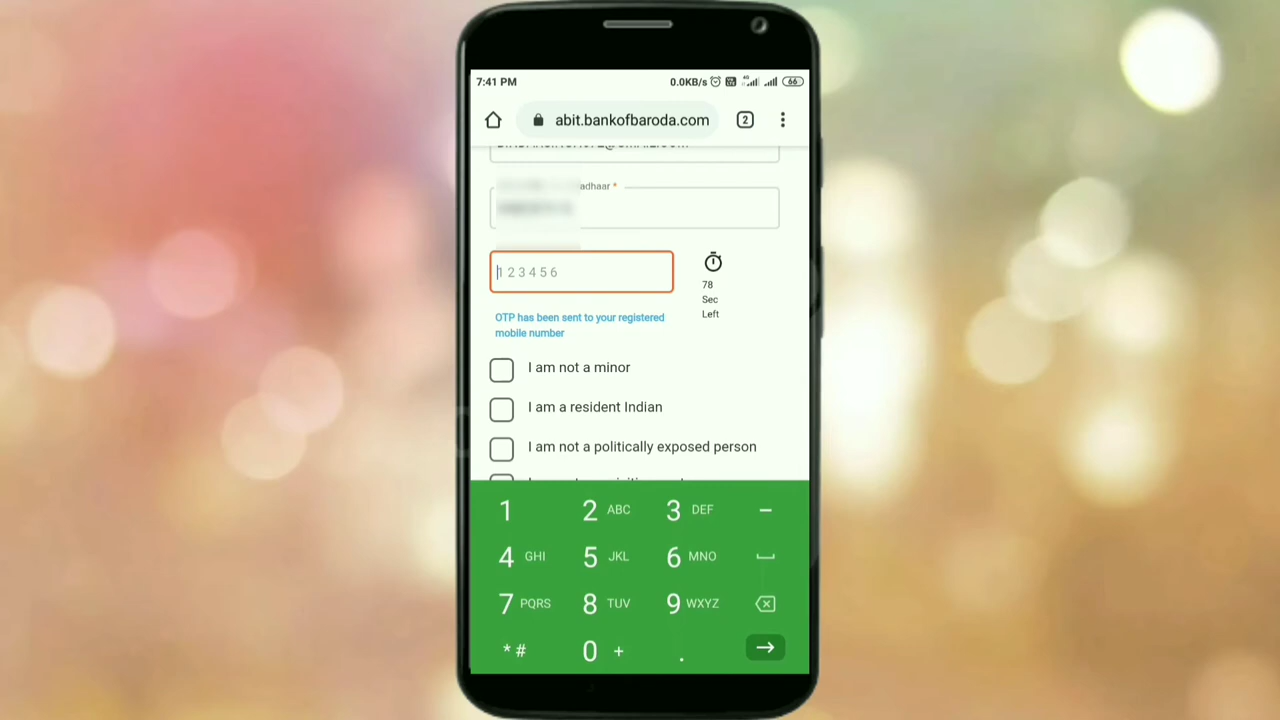 7:41 PM
0.0KB/s
4G
66
abit.bankofbaroda.com
2
adhaar *
1 2 3 4 5 6
78
Sec
Left
OTP has been sent to your registered
mobile number
I am not a minor
I am a resident Indian
I am not a politically exposed person
1
2 ABC
3 DEF
–
4 GHI
5 JKL
6 MNO
7 PQRS
8 TUV
9 WXYZ
* #
0 +
.